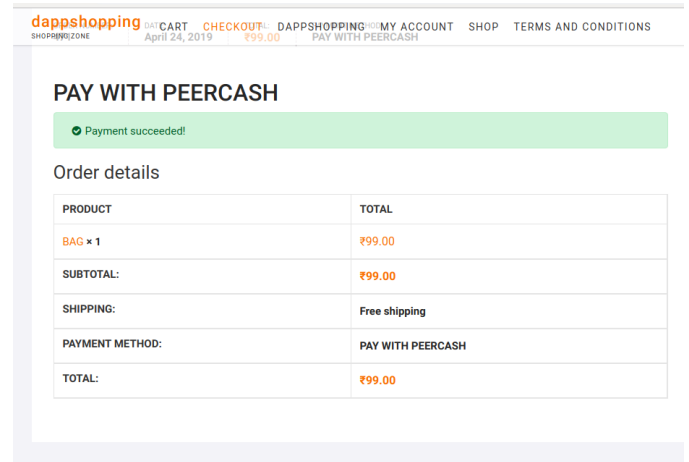 dappshopping CART CHECKOUT DAPPSHOPPING MY ACCOUNT SHOP TERMS AND CONDITIONS
SHOPPING ZONE
April 24, 2019 ₹99.00 PAY WITH PEERCASH
PAY WITH PEERCASH
Payment succeeded!
Order details
PRODUCT TOTAL
BAG × 1 ₹99.00
SUBTOTAL: ₹99.00
SHIPPING: Free shipping
PAYMENT METHOD: PAY WITH PEERCASH
TOTAL: ₹99.00